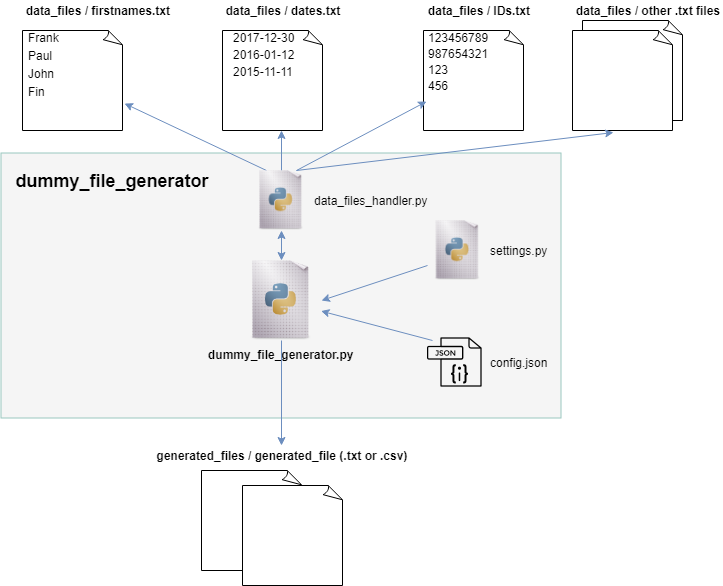 data_files / firstnames.txt
data_files / dates.txt
data_files / IDs.txt
data_files / other .txt files
Frank
Paul
John
Fin
2017-12-30
2016-01-12
2015-11-11
123456789
987654321
123
456
dummy_file_generator
data_files_handler.py
settings.py
dummy_file_generator.py
JSON
{i}
config.json
generated_files / generated_file (.txt or .csv)